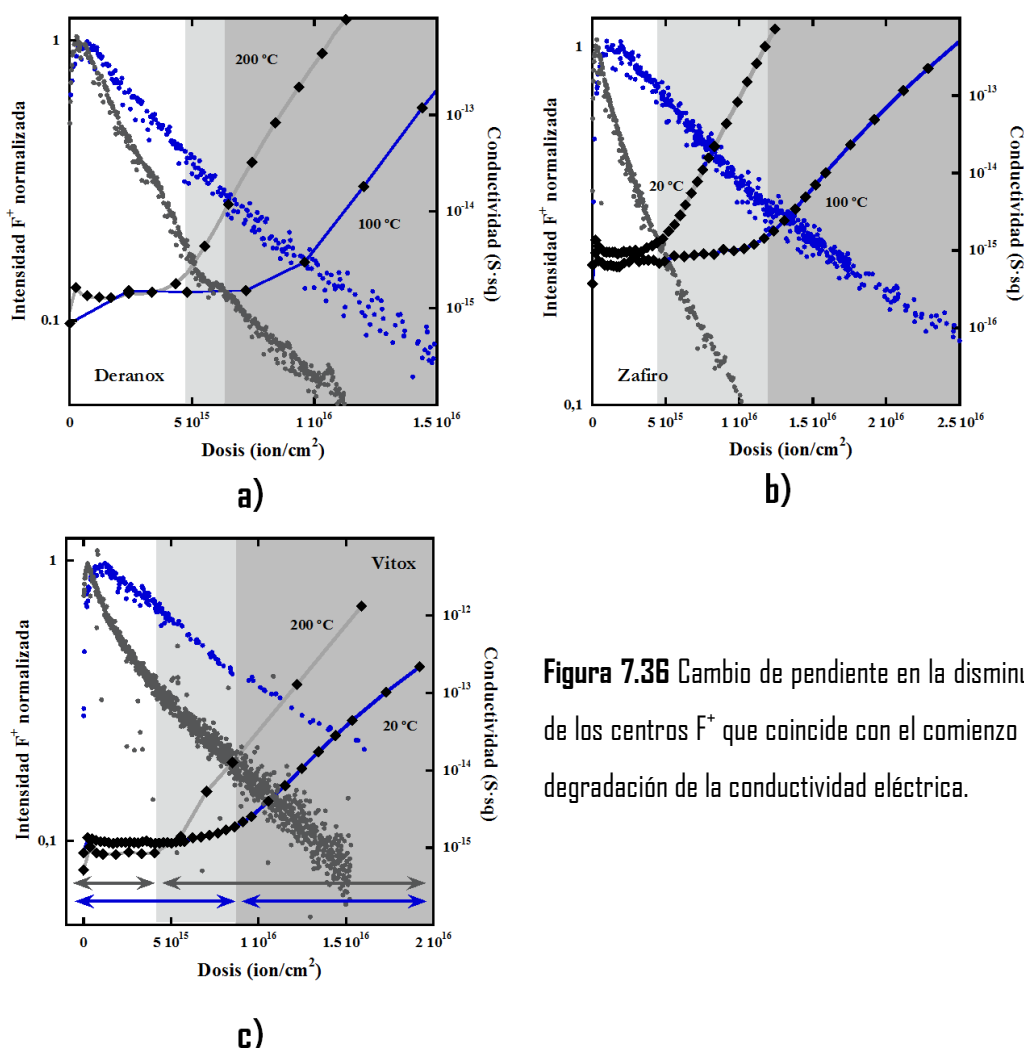 1
0.1
Intensidad F⁺ normalizada
200 ºC
100 ºC
Deranox
10⁻¹³
10⁻¹⁴
10⁻¹⁵
Conductividad (S·sq)
0
5 10¹⁵
1 10¹⁶
1.5 10¹⁶
Dosis (ion/cm²)
a)
1
0,1
Intensidad F⁺ normalizada
20 ºC
100 ºC
Zafiro
10⁻¹³
10⁻¹⁴
10⁻¹⁵
10⁻¹⁶
Conductividad (S·sq)
0
5 10¹⁵
1 10¹⁶
1.5 10¹⁶
2 10¹⁶
2.5 10¹⁶
Dosis (ion/cm²)
b)
1
0,1
Intensidad F⁺ normalizada
Vitox
200 ºC
20 ºC
10⁻¹²
10⁻¹³
10⁻¹⁴
10⁻¹⁵
Conductividad (S·sq)
0
5 10¹⁵
1 10¹⁶
1.5 10¹⁶
2 10¹⁶
Dosis (ion/cm²)
c)
Figura 7.36 Cambio de pendiente en la disminu
de los centros F⁺ que coincide con el comienzo
degradación de la conductividad eléctrica.